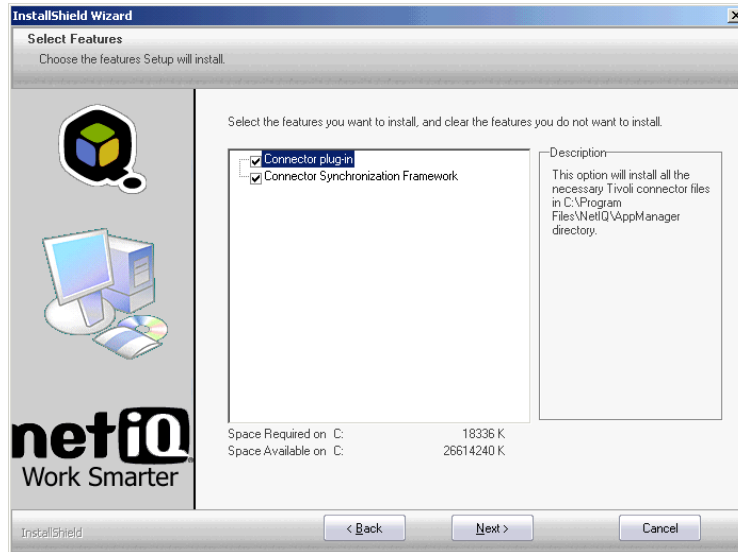 InstallShield Wizard
Select Features
Choose the features Setup will install.
Select the features you want to install, and clear the features you do not want to install.
Connector plug-in
Connector Synchronization Framework
Description
This option will install all the
necessary Tivoli connector files
in C:\Program
Files\NetIQ\AppManager
directory.
Space Required on C: 18336 K
Space Available on C: 26614240 K
netiQ
Work Smarter
InstallShield
< Back
Next >
Cancel